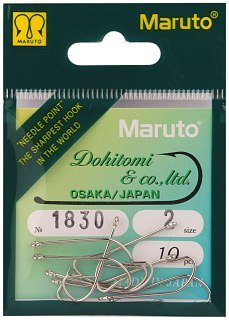 MARUTO
Maruto®
"NEEDLE POINT"
THE SHARPEST HOOK
IN THE WORLD
Maruto®
Dohitomi
& co., ltd.
OSAKA/JAPAN
№ 1830 2 size
10 pcs